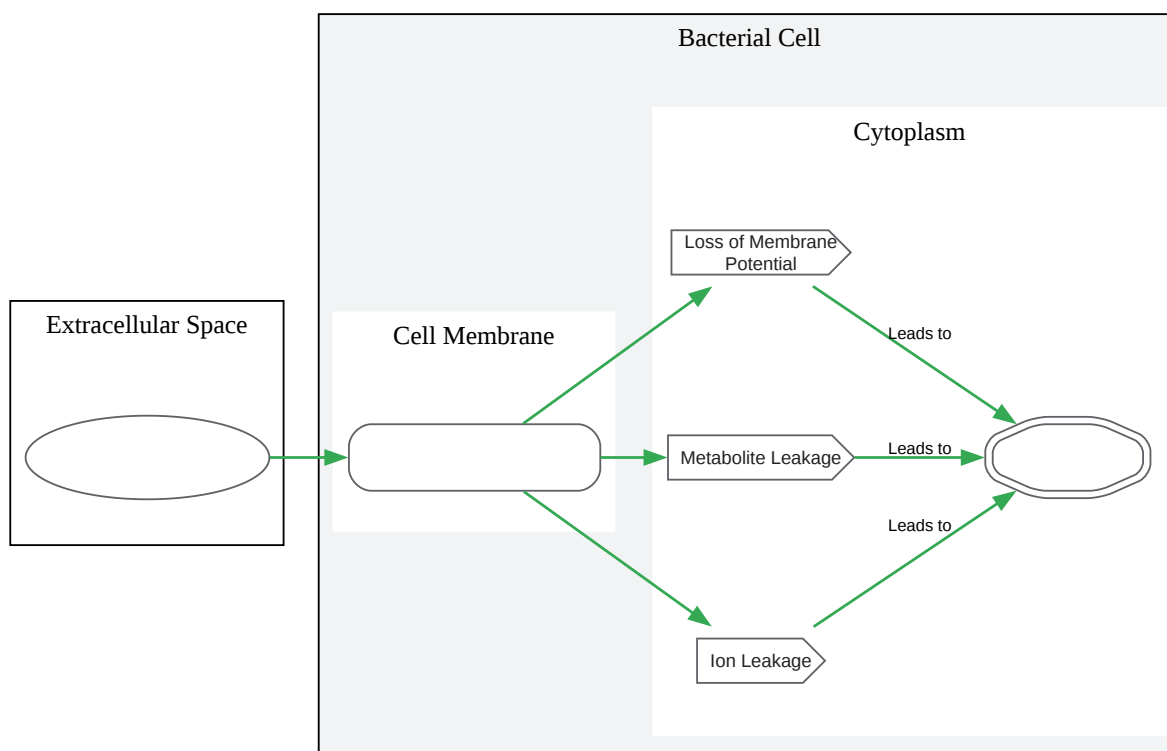 Bacterial Cell
Cytoplasm
Extracellular Space
Cell Membrane
Loss of Membrane
Potential
Leads to
Metabolite Leakage
Leads to
Leads to
Ion Leakage